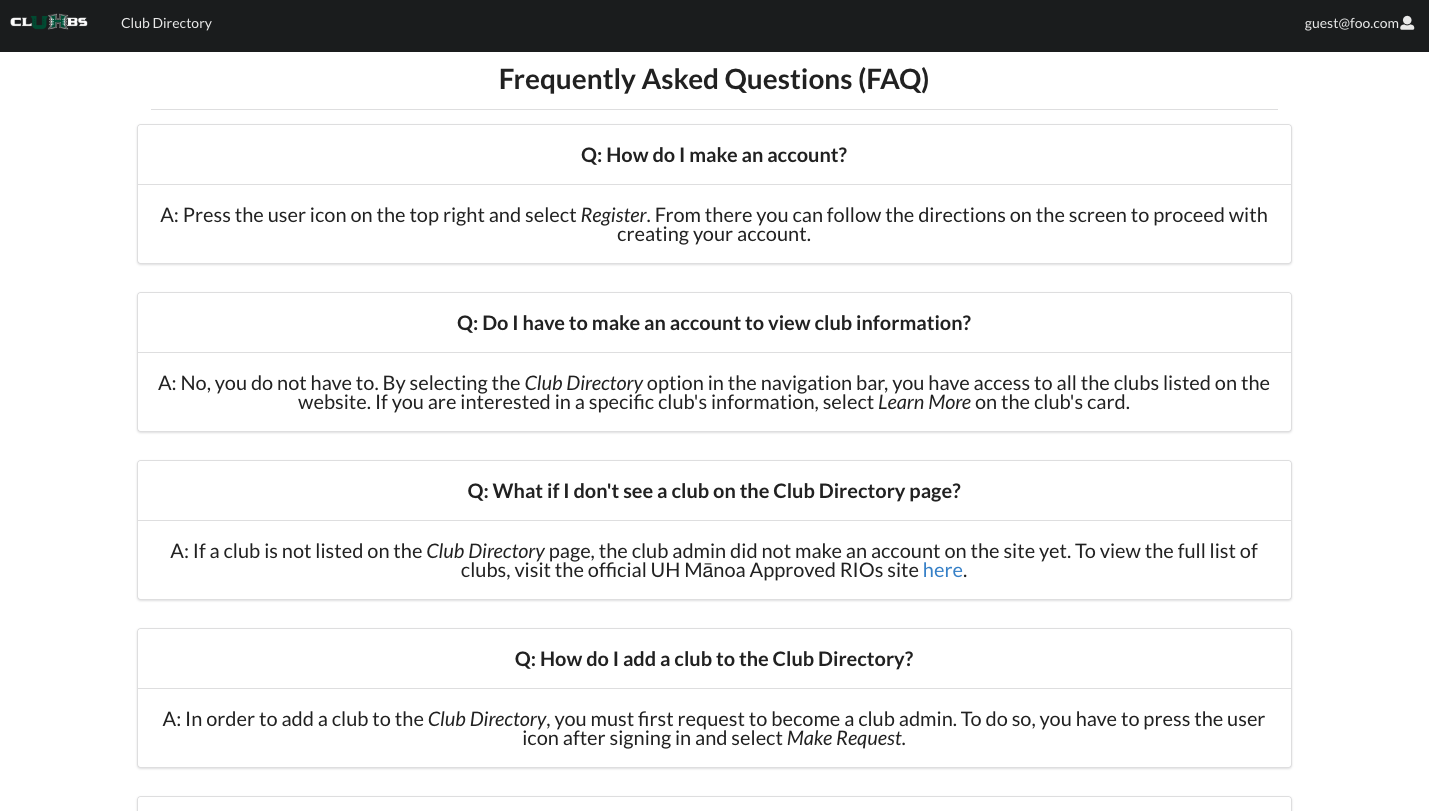 CLUHBS
Club Directory
guest@foo.com
Frequently Asked Questions (FAQ)
Q: How do I make an account?
A: Press the user icon on the top right and select Register. From there you can follow the directions on the screen to proceed with
creating your account.
Q: Do I have to make an account to view club information?
A: No, you do not have to. By selecting the Club Directory option in the navigation bar, you have access to all the clubs listed on the
website. If you are interested in a specific club's information, select Learn More on the club's card.
Q: What if I don't see a club on the Club Directory page?
A: If a club is not listed on the Club Directory page, the club admin did not make an account on the site yet. To view the full list of
clubs, visit the official UH Mānoa Approved RIOs site here.
Q: How do I add a club to the Club Directory?
A: In order to add a club to the Club Directory, you must first request to become a club admin. To do so, you have to press the user
icon after signing in and select Make Request.